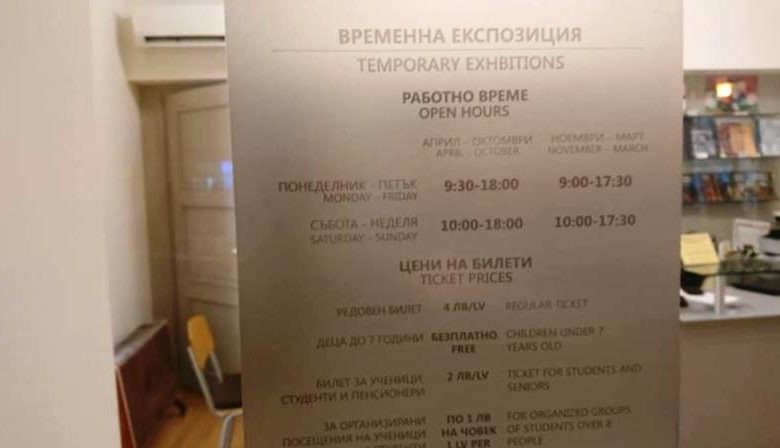 ВРЕМЕННА ЕКСПОЗИЦИЯ
TEMPORARY EXHBITIONS
РАБОТНО ВРЕМЕ
OPEN HOURS
АПРИЛ - ОКТОМВРИ НОЕМВРИ - МАРТ
APRIL - OCTOBER NOVEMBER - MARCH
ПОНЕДЕЛНИК - ПЕТЪК 9:30-18:00 9:00-17:30
MONDAY - FRIDAY
СЪБОТА - НЕДЕЛЯ 10:00-18:00 10:00-17:30
SATURDAY - SUNDAY
ЦЕНИ НА БИЛЕТИ
TICKET PRICES
РЕДОВЕН БИЛЕТ 4 ЛВ/LV REGULAR TICKET
ДЕЦА ДО 7 ГОДИНИ БЕЗПЛАТНО CHILDREN UNDER 7
FREE YEARS OLD
БИЛЕТ ЗА УЧЕНИЦИ, 2 ЛВ/LV TICKET FOR STUDENTS AND
СТУДЕНТИ И ПЕНСИОНЕРИ SENIORS
ЗА ОРГАНИЗИРАНИ ПО 1 ЛВ FOR ORGANIZED GROUPS
ПОСЕЩЕНИЯ НА УЧЕНИЦИ НА ЧОВЕК OF STUDENTS OVER 8
1 LV PER PEOPLE